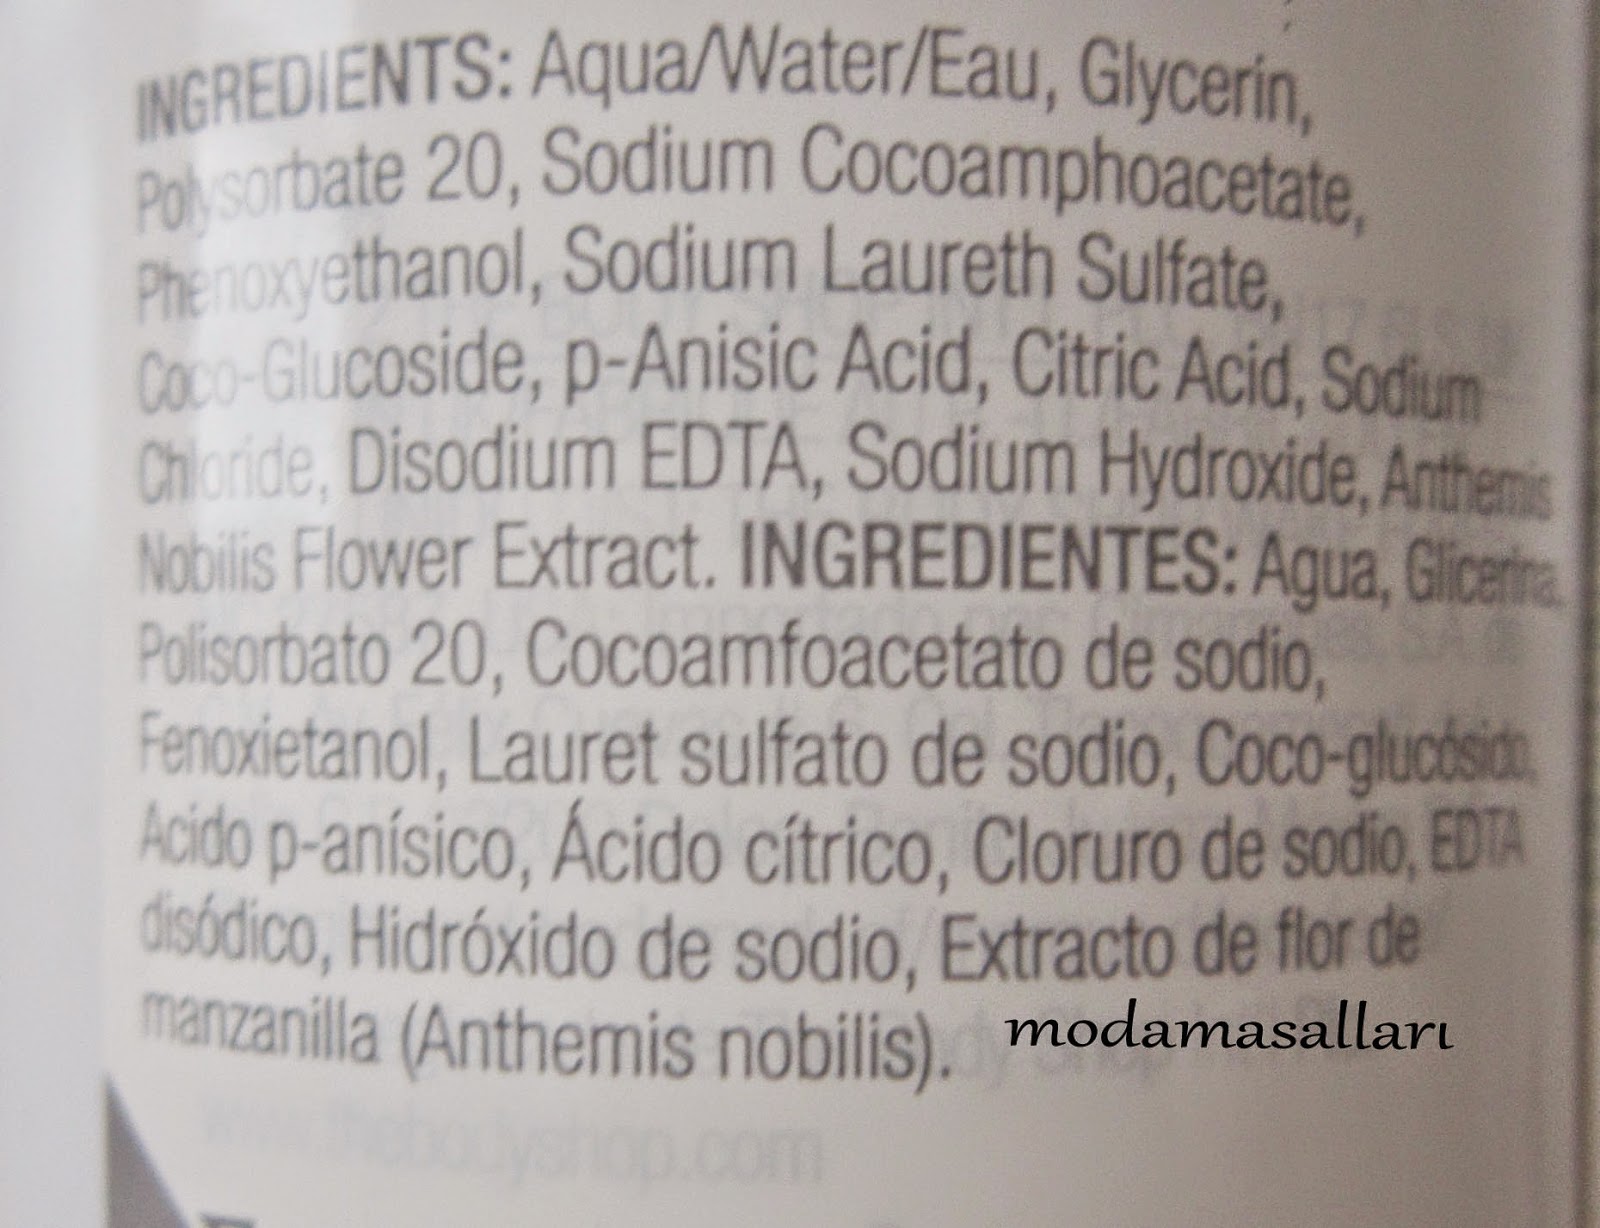 INGREDIENTS: Aqua/Water/Eau, Glycerin,
Polysorbate 20, Sodium Cocoamphoacetate,
Phenoxyethanol, Sodium Laureth Sulfate,
Coco-Glucoside, p-Anisic Acid, Citric Acid, Sodium
Chloride, Disodium EDTA, Sodium Hydroxide, Anthemis
Nobilis Flower Extract. INGREDIENTES: Agua, Glicerina,
Polisorbato 20, Cocoamfoacetato de sodio,
Fenoxietanol, Lauret sulfato de sodio, Coco-glucósido,
Acido p-anísico, Ácido cítrico, Cloruro de sodio, EDTA
disódico, Hidróxido de sodio, Extracto de flor de
manzanilla (Anthemis nobilis).
modamasalları
www.thebodyshop.com